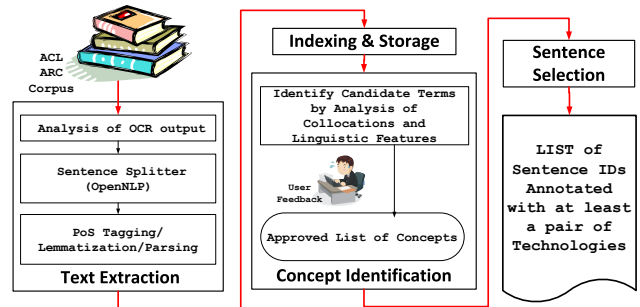 ACL
ARC
Corpus
Analysis of OCR output
Sentence Splitter
(OpenNLP)
PoS Tagging/
Lemmatization/Parsing
Text Extraction
Indexing & Storage
Identify Candidate Terms
by Analysis of
Collocations and
Linguistic Features
User
Feedback
Approved List of Concepts
Concept Identification
Sentence
Selection
LIST of
Sentence IDs
Annotated
with at least
a pair of
Technologies